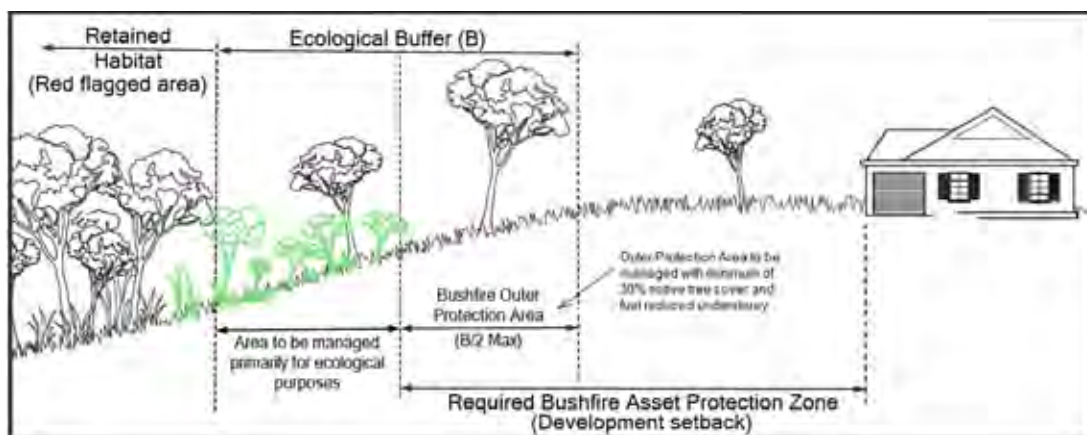 Retained
Habitat
(Red flagged area)
Ecological Buffer (B)
Outer Protection Area to be
managed with minimum of
30% native tree cover and
fuel reduced understorey
Bushfire Outer
Protection Area
(B/2 Max)
Area to be managed
primarily for ecological
purposes
Required Bushfire Asset Protection Zone
(Development setback)